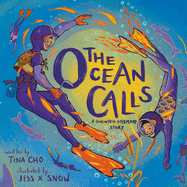 THE
OCEAN
CALLS
A HAENYEO MERMAID
STORY
written by
TINA CHO
illustrated by
JESS X. SNOW